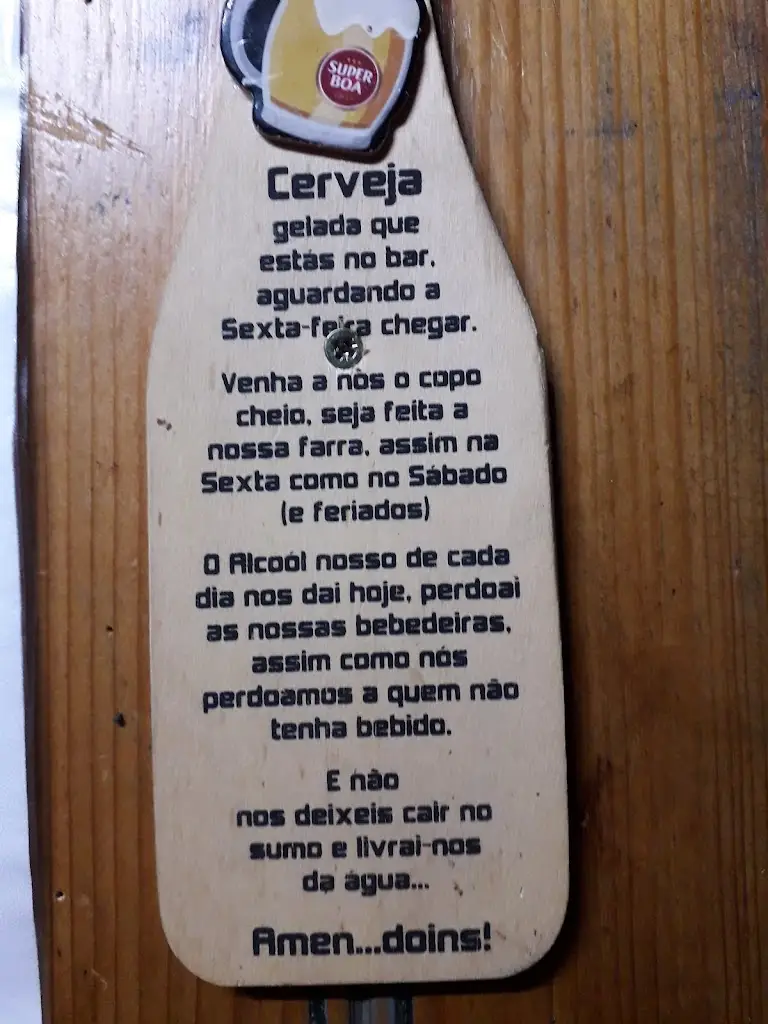 SUPER
BOA
Cerveja
gelada que
estás no bar,
aguardando a
Sexta-feira chegar.
Venha a nós o copo
cheio, seja feita a
nossa farra, assim na
Sexta como no Sábado
(e feriados)
O Alcoól nosso de cada
dia nos dai hoje, perdoai
as nossas bebedeiras,
assim como nós
perdoamos a quem não
tenha bebido.
E não
nos deixeis cair no
sumo e livrai-nos
da água...
Amen...doins!